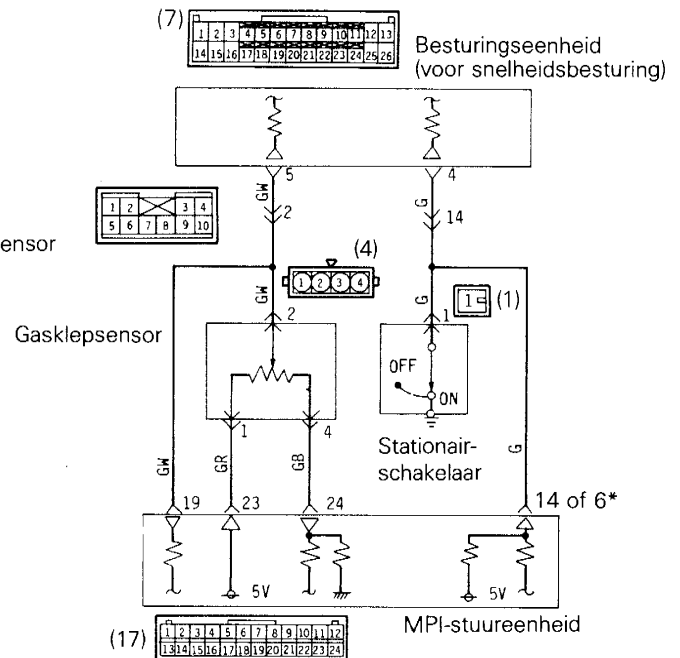 (7)
1 2 3 4 5 6 7 8 9 10 11 12 13
14 15 16 17 18 19 20 21 22 23 24 25 26
Besturingseenheid
(voor snelheidsbesturing)
5
4
GW
G
2
14
1 2 3 4
5 6 7 8 9 10
ensor
(4)
1 2 3 4
GW
G
1
(1)
2
1
Gasklepsensor
OFF
ON
1
4
Stationair-
schakelaar
GW
GR
GB
G
19
23
24
14 of 6*
5V
5V
MPI-stuureenheid
(17)
1 2 3 4 5 6 7 8 9 10 11 12
13 14 15 16 17 18 19 20 21 22 23 24